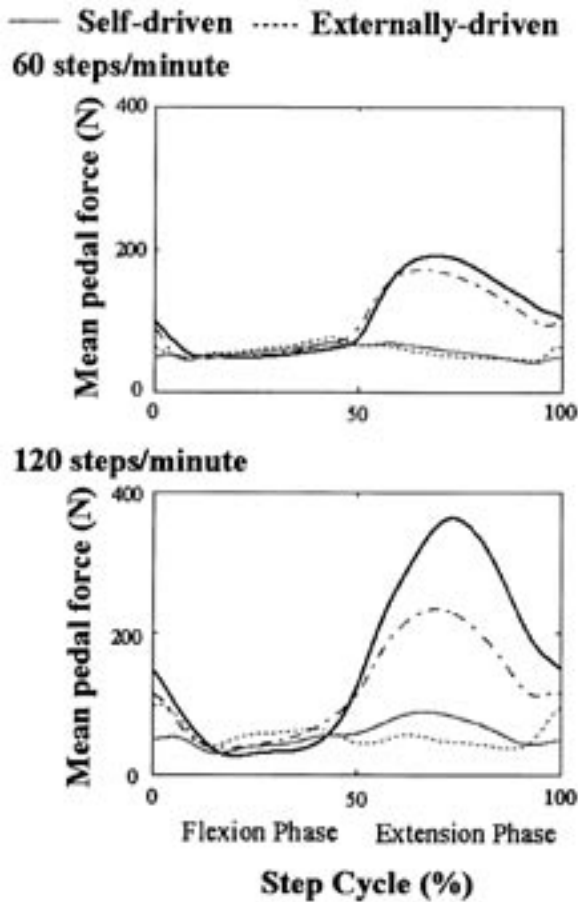 Self-driven Externally-driven
60 steps/minute
Mean pedal force (N)
400
200
0
0 50 100
120 steps/minute
Mean pedal force (N)
400
200
0
0 50 100
Flexion Phase Extension Phase
Step Cycle (%)